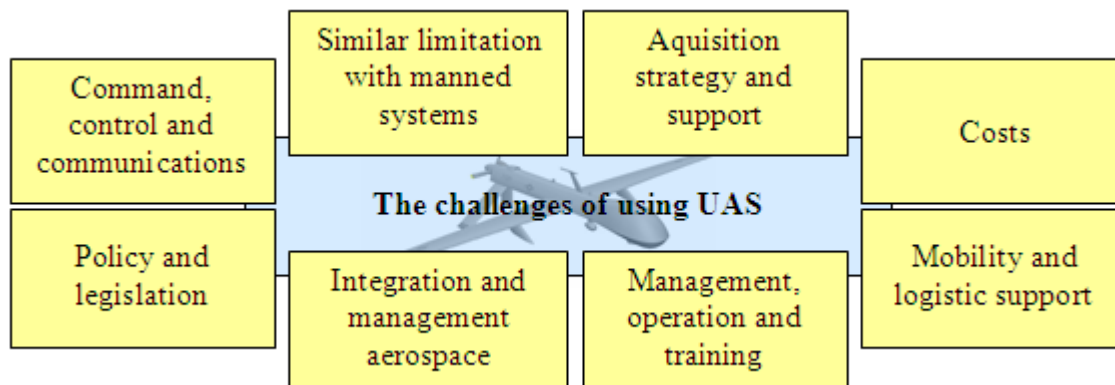 Command,
control and
communications
Similar limitation
with manned
systems
Aquisition
strategy and
support
Costs
The challenges of using UAS
Policy and
legislation
Integration and
management
aerospace
Management,
operation and
training
Mobility and
logistic support